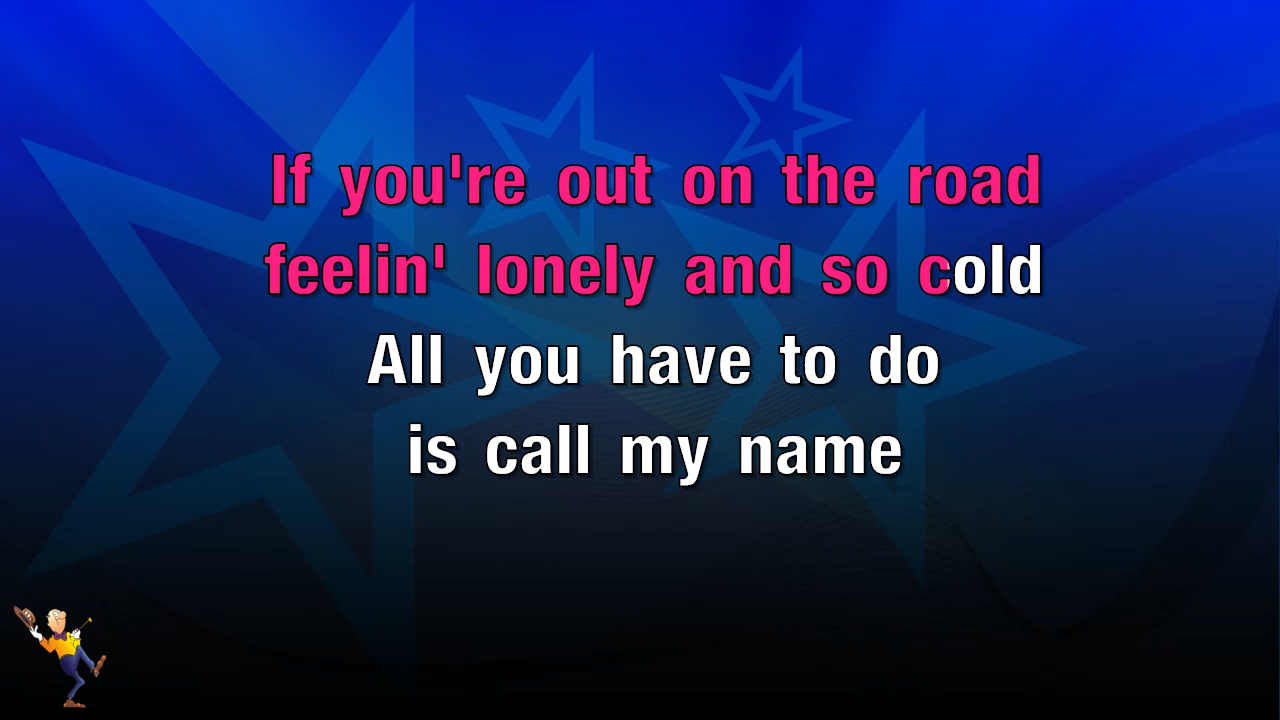 If you're out on the road
feelin' lonely and so cold
All you have to do
is call my name